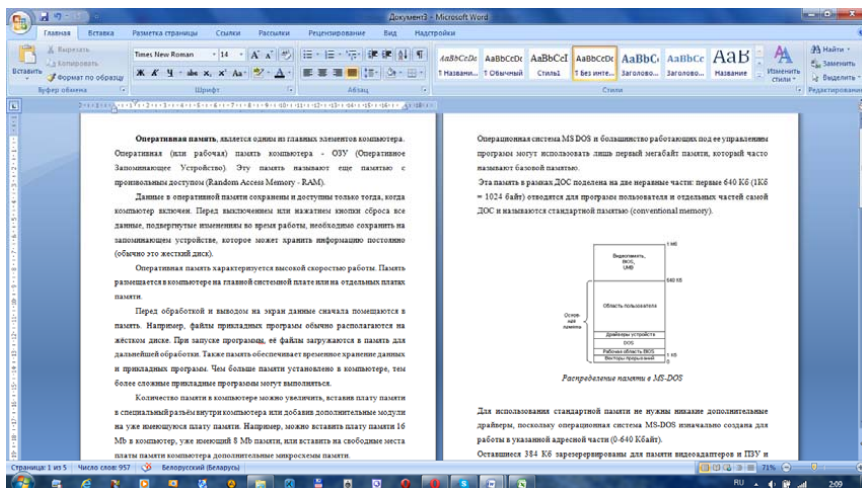 Документ3 - Microsoft Word
Главная Вставка Разметка страницы Ссылки Рассылки Рецензирование Вид Надстройки
Вставить
Вырезать
Копировать
Формат по образцу
Буфер обмена
Times New Roman 14
Ж К Ч abe x, x² Aa
Шрифт
Абзац
AaBbCcDc AaBbCcDc AaBbCcI AaBbCcDc AaBbC AaBbCc АаВ
1 Названи... 1 Обычный Стиль1 1 Без инте... Заголово... Заголово... Название
Изменить стили
Стили
Найти
Заменить
Выделить
Редактирование
Оперативная память, является одним из главных элементов компьютера.
Оперативная (или рабочая) память компьютера - ОЗУ (Оперативное
Запоминающее Устройство). Эту память называют еще памятью с
произвольным доступом (Random Access Memory - RAM).
Данные в оперативной памяти сохранены и доступны только тогда, когда
компьютер включен. Перед выключением или нажатием кнопки сброса все
данные, подвергнутые изменениям во время работы, необходимо сохранить на
запоминающем устройстве, которое может хранить информацию постоянно
(обычно это жесткий диск).
Оперативная память характеризуется высокой скоростью работы. Память
размещается в компьютере на главной системной плате или на отдельных платах
памяти.
Перед обработкой и выводом на экран данные сначала помещаются в
память. Например, файлы прикладных программ обычно располагаются на
жёстком диске. При запуске программы, её файлы загружаются в память для
дальнейшей обработки. Также память обеспечивает временное хранение данных
и прикладных программ. Чем больше памяти установлено в компьютере, тем
более сложные прикладные программы могут выполняться.
Количество памяти в компьютере можно увеличить, вставив плату памяти
в специальный разъём внутри компьютера или добавив дополнительные модули
на уже имеющуюся плату памяти. Например, можно вставить плату памяти 16
Mb в компьютер, уже имеющий 8 Mb памяти, или вставить на свободные места
платы памяти компьютера дополнительные микросхемы памяти.
Операционная система MS DOS и большинство работающих под ее управлением
программ могут использовать лишь первый мегабайт памяти, который часто
называют базовой памятью.
Эта память в рамках ДОС поделена на две неравные части: первые 640 Кб (1Кб
= 1024 байт) отводятся для программ пользователя и отдельных частей самой
ДОС и называются стандартной памятью (conventional memory).
1 Мб
Видеопамять,
BIOS,
UMB
640 Кб
Область пользователя
Основ-
ная
память
Драйверы устройств
DOS
Рабочая область BIOS
Векторы прерываний
1 Кб
0
Распределение памяти в MS-DOS
Для использования стандартной памяти не нужны никакие дополнительные
драйверы, поскольку операционная система MS-DOS изначально создана для
работы в указанной адресной части (0-640 Кбайт).
Оставшиеся 384 Кб зарезервированы для памяти видеоадаптеров и ПЗУ и
Страница: 1 из 5 Число слов: 957 Белорусский (Беларусь) 71%
RU 2:09